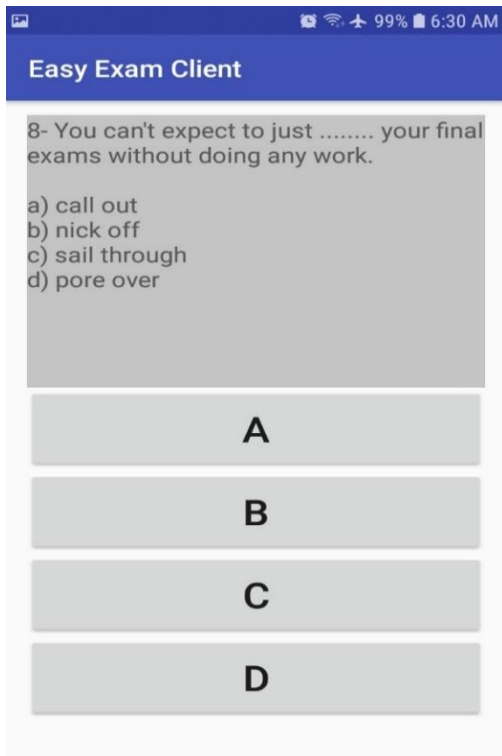 99% 6:30 AM
Easy Exam Client
8- You can't expect to just ........ your final
exams without doing any work.
a) call out
b) nick off
c) sail through
d) pore over
A
B
C
D